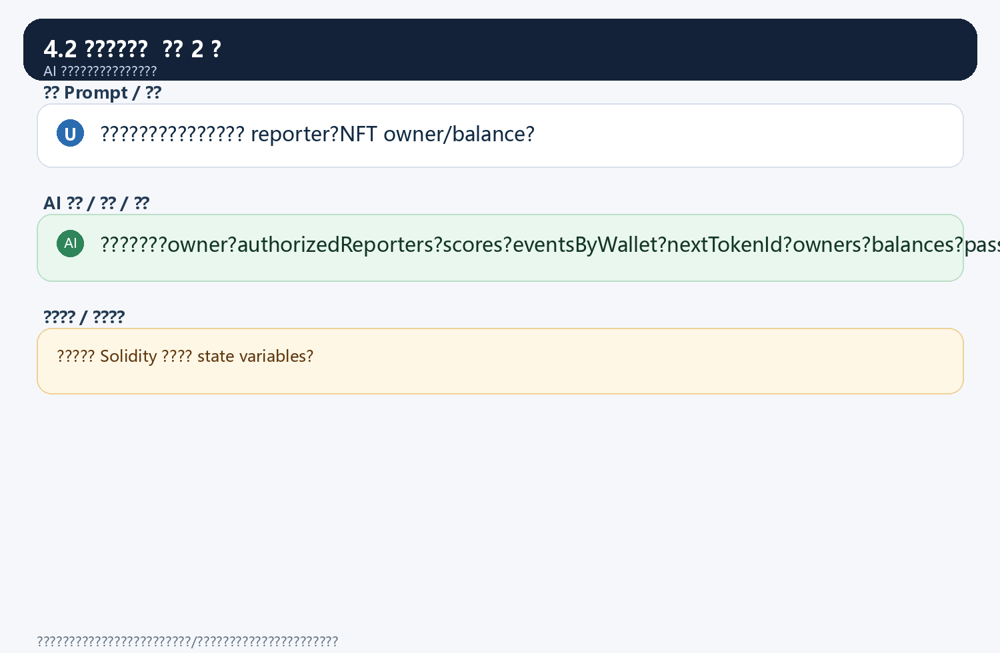 4.2 ?????? ?? 2 ?
AI ???????????????
?? Prompt / ??
U
??????????????? reporter?NFT owner/balance?
AI ?? / ?? / ??
AI
???????owner?authorizedReporters?scores?eventsByWallet?nextTokenId?owners?balances?pass
???? / ????
????? Solidity ???? state variables?
????????????????????????/??????????????????????